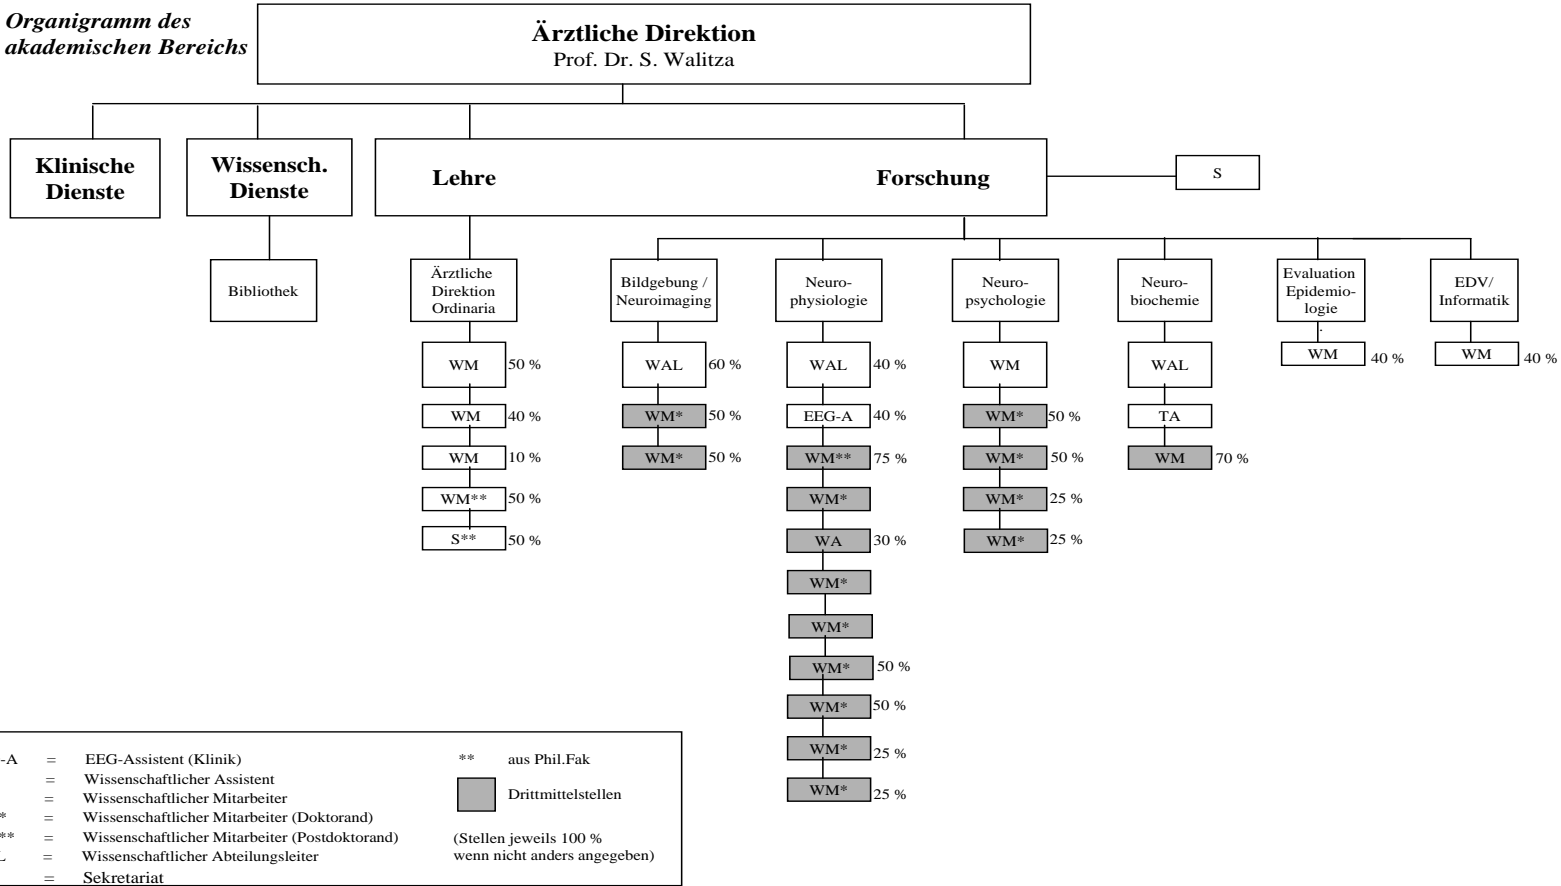 Organigramm des
akademischen Bereichs
Ärztliche Direktion
Prof. Dr. S. Walitza
Klinische
Dienste
Wissensch.
Dienste
Lehre
Forschung
S
Bibliothek
Ärztliche
Direktion
Ordinaria
WM 50 %
WM 40 %
WM 10 %
WM** 50 %
S** 50 %
Bildgebung /
Neuroimaging
WAL 60 %
WM* 50 %
WM* 50 %
Neuro-
physiologie
WAL 40 %
EEG-A 40 %
WM** 75 %
WM*
WA 30 %
WM*
WM*
WM* 50 %
WM* 50 %
WM* 25 %
WM* 25 %
Neuro-
psychologie
WM
WM* 50 %
WM* 50 %
WM* 25 %
WM* 25 %
Neuro-
biochemie
WAL
TA
WM 70 %
Evaluation
Epidemio-
logie
.
WM 40 %
EDV/
Informatik
WM 40 %
-A = EEG-Assistent (Klinik)
= Wissenschaftlicher Assistent
= Wissenschaftlicher Mitarbeiter
* = Wissenschaftlicher Mitarbeiter (Doktorand)
** = Wissenschaftlicher Mitarbeiter (Postdoktorand)
L = Wissenschaftlicher Abteilungsleiter
= Sekretariat
** aus Phil.Fak
Drittmittelstellen
(Stellen jeweils 100 %
wenn nicht anders angegeben)